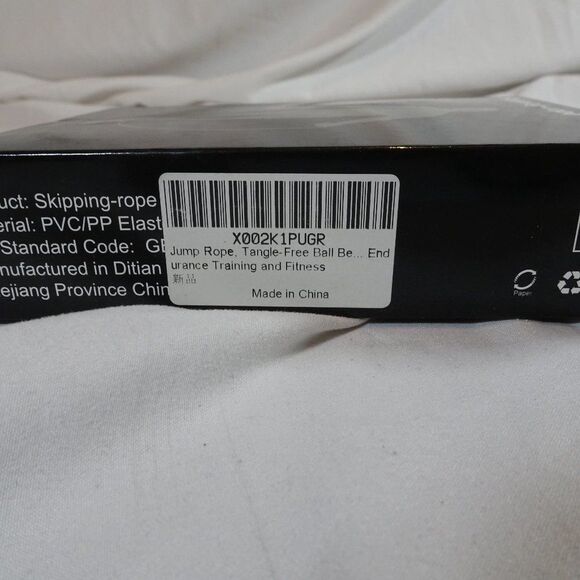 uct: Skipping-rope
erial: PVC/PP Elast
Standard Code: GB
nufactured in Ditian
ejiang Province Chin
X002K1PUGR
Jump Rope, Tangle-Free Ball Be... End
urance Training and Fitness
新品
Made in China
Paper